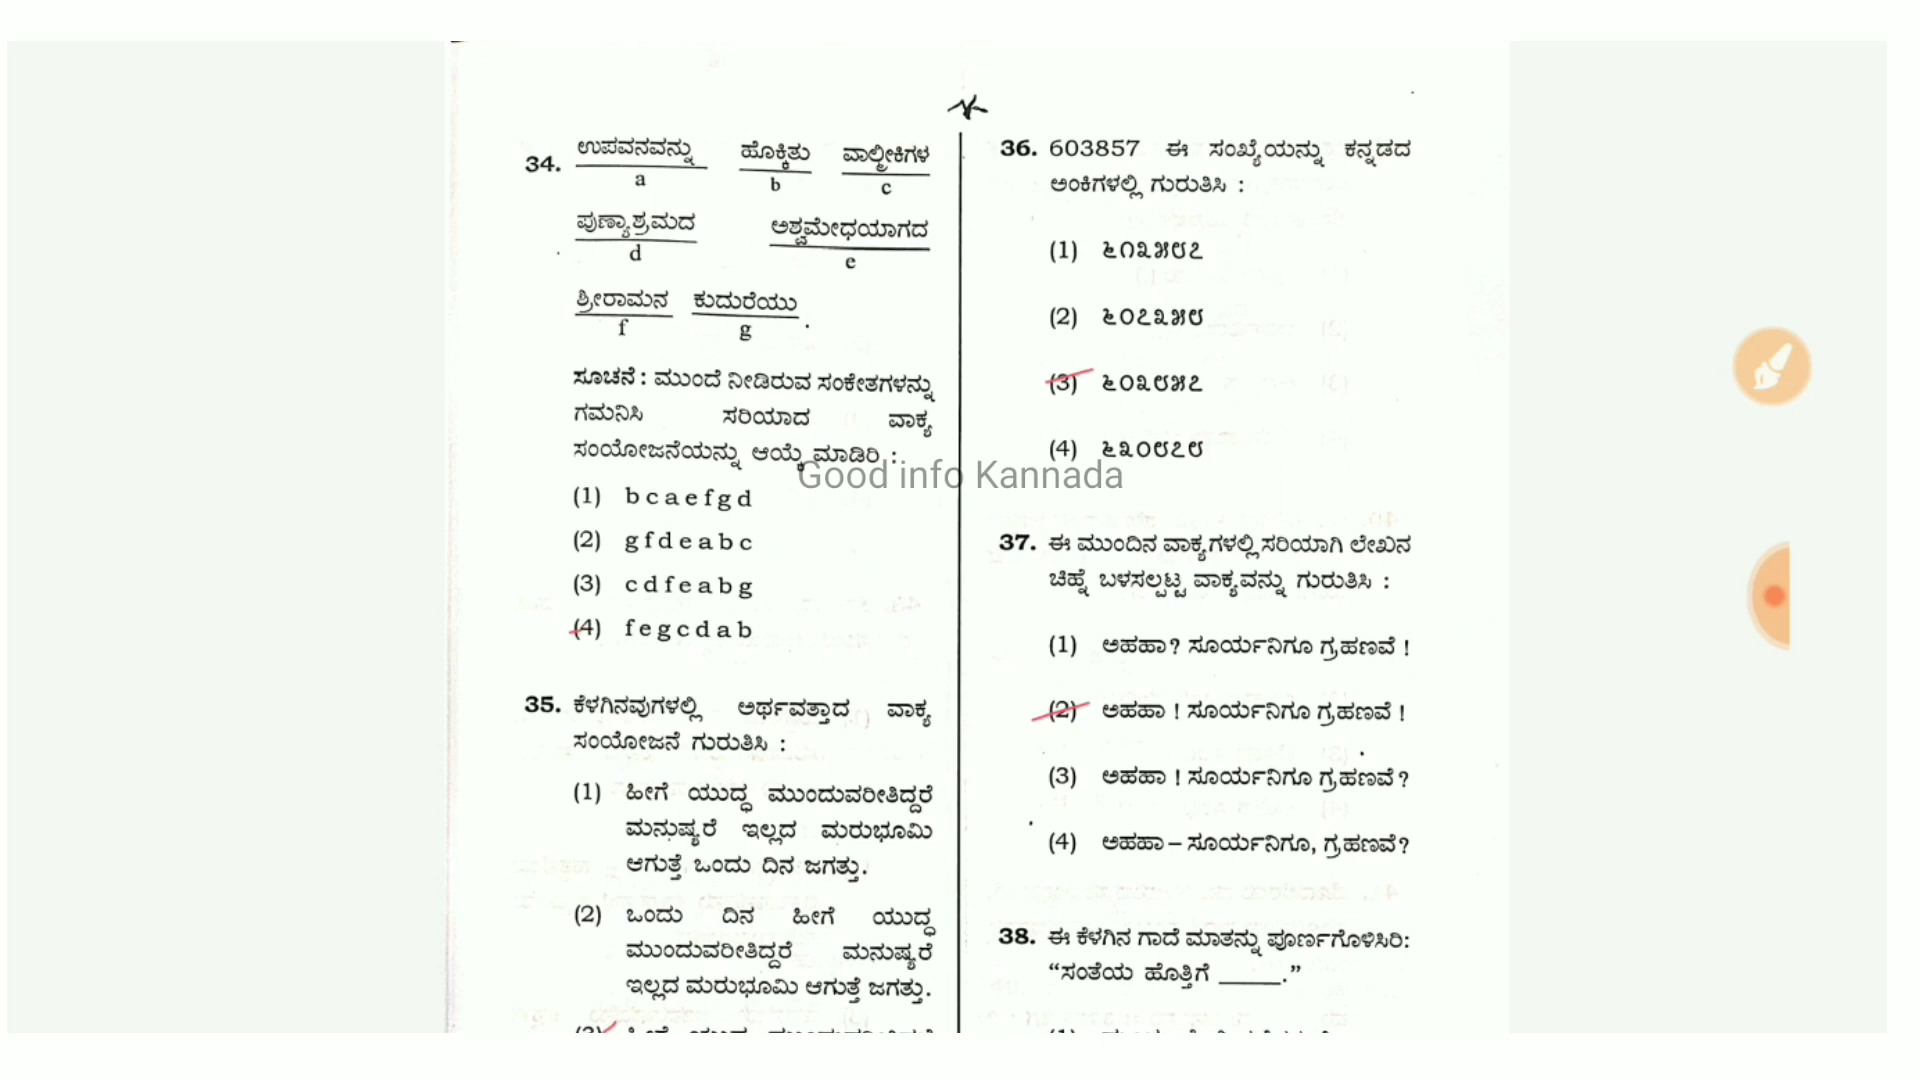 34. ಉಪವನವನ್ನು ಹೊಕ್ಕಿತು ವಾಲ್ಮೀಕಿಗಳ
a b c
ಪುಣ್ಯಾಶ್ರಮದ ಅಶ್ವಮೇಧಯಾಗದ
d e
ಶ್ರೀರಾಮನ ಕುದುರೆಯು .
f g
ಸೂಚನೆ : ಮುಂದೆ ನೀಡಿರುವ ಸಂಕೇತಗಳನ್ನು
ಗಮನಿಸಿ ಸರಿಯಾದ ವಾಕ್ಯ
ಸಂಯೋಜನೆಯನ್ನು ಆಯ್ಕೆ ಮಾಡಿರಿ :
(1) b c a e f g d
(2) g f d e a b c
(3) c d f e a b g
(4) f e g c d a b
35. ಕೆಳಗಿನವುಗಳಲ್ಲಿ ಅರ್ಥವತ್ತಾದ ವಾಕ್ಯ
ಸಂಯೋಜನೆ ಗುರುತಿಸಿ :
(1) ಹೀಗೆ ಯುದ್ಧ ಮುಂದುವರೀತಿದ್ದರೆ
ಮನುಷ್ಯರೆ ಇಲ್ಲದ ಮರುಭೂಮಿ
ಆಗುತ್ತೆ ಒಂದು ದಿನ ಜಗತ್ತು.
(2) ಒಂದು ದಿನ ಹೀಗೆ ಯುದ್ಧ
ಮುಂದುವರೀತಿದ್ದರೆ ಮನುಷ್ಯರೆ
ಇಲ್ಲದ ಮರುಭೂಮಿ ಆಗುತ್ತೆ ಜಗತ್ತು.
36. 603857 ಈ ಸಂಖ್ಯೆಯನ್ನು ಕನ್ನಡದ
ಅಂಕಿಗಳಲ್ಲಿ ಗುರುತಿಸಿ :
(1) ೬೧೩೫೮೭
(2) ೬೦೭೩೫೮
(3) ೬೦೩೮೫೭
(4) ೬೩೦೮೭೮
Good info Kannada
37. ಈ ಮುಂದಿನ ವಾಕ್ಯಗಳಲ್ಲಿ ಸರಿಯಾಗಿ ಲೇಖನ
ಚಿಹ್ನೆ ಬಳಸಲ್ಪಟ್ಟ ವಾಕ್ಯವನ್ನು ಗುರುತಿಸಿ :
(1) ಅಹಹಾ? ಸೂರ್ಯನಿಗೂ ಗ್ರಹಣವೆ !
(2) ಅಹಹಾ ! ಸೂರ್ಯನಿಗೂ ಗ್ರಹಣವೆ !
(3) ಅಹಹಾ ! ಸೂರ್ಯನಿಗೂ ಗ್ರಹಣವೆ?
(4) ಅಹಹಾ – ಸೂರ್ಯನಿಗೂ, ಗ್ರಹಣವೆ?
38. ಈ ಕೆಳಗಿನ ಗಾದೆ ಮಾತನ್ನು ಪೂರ್ಣಗೊಳಿಸಿರಿ:
“ಸಂತೆಯ ಹೊತ್ತಿಗೆ _____.”